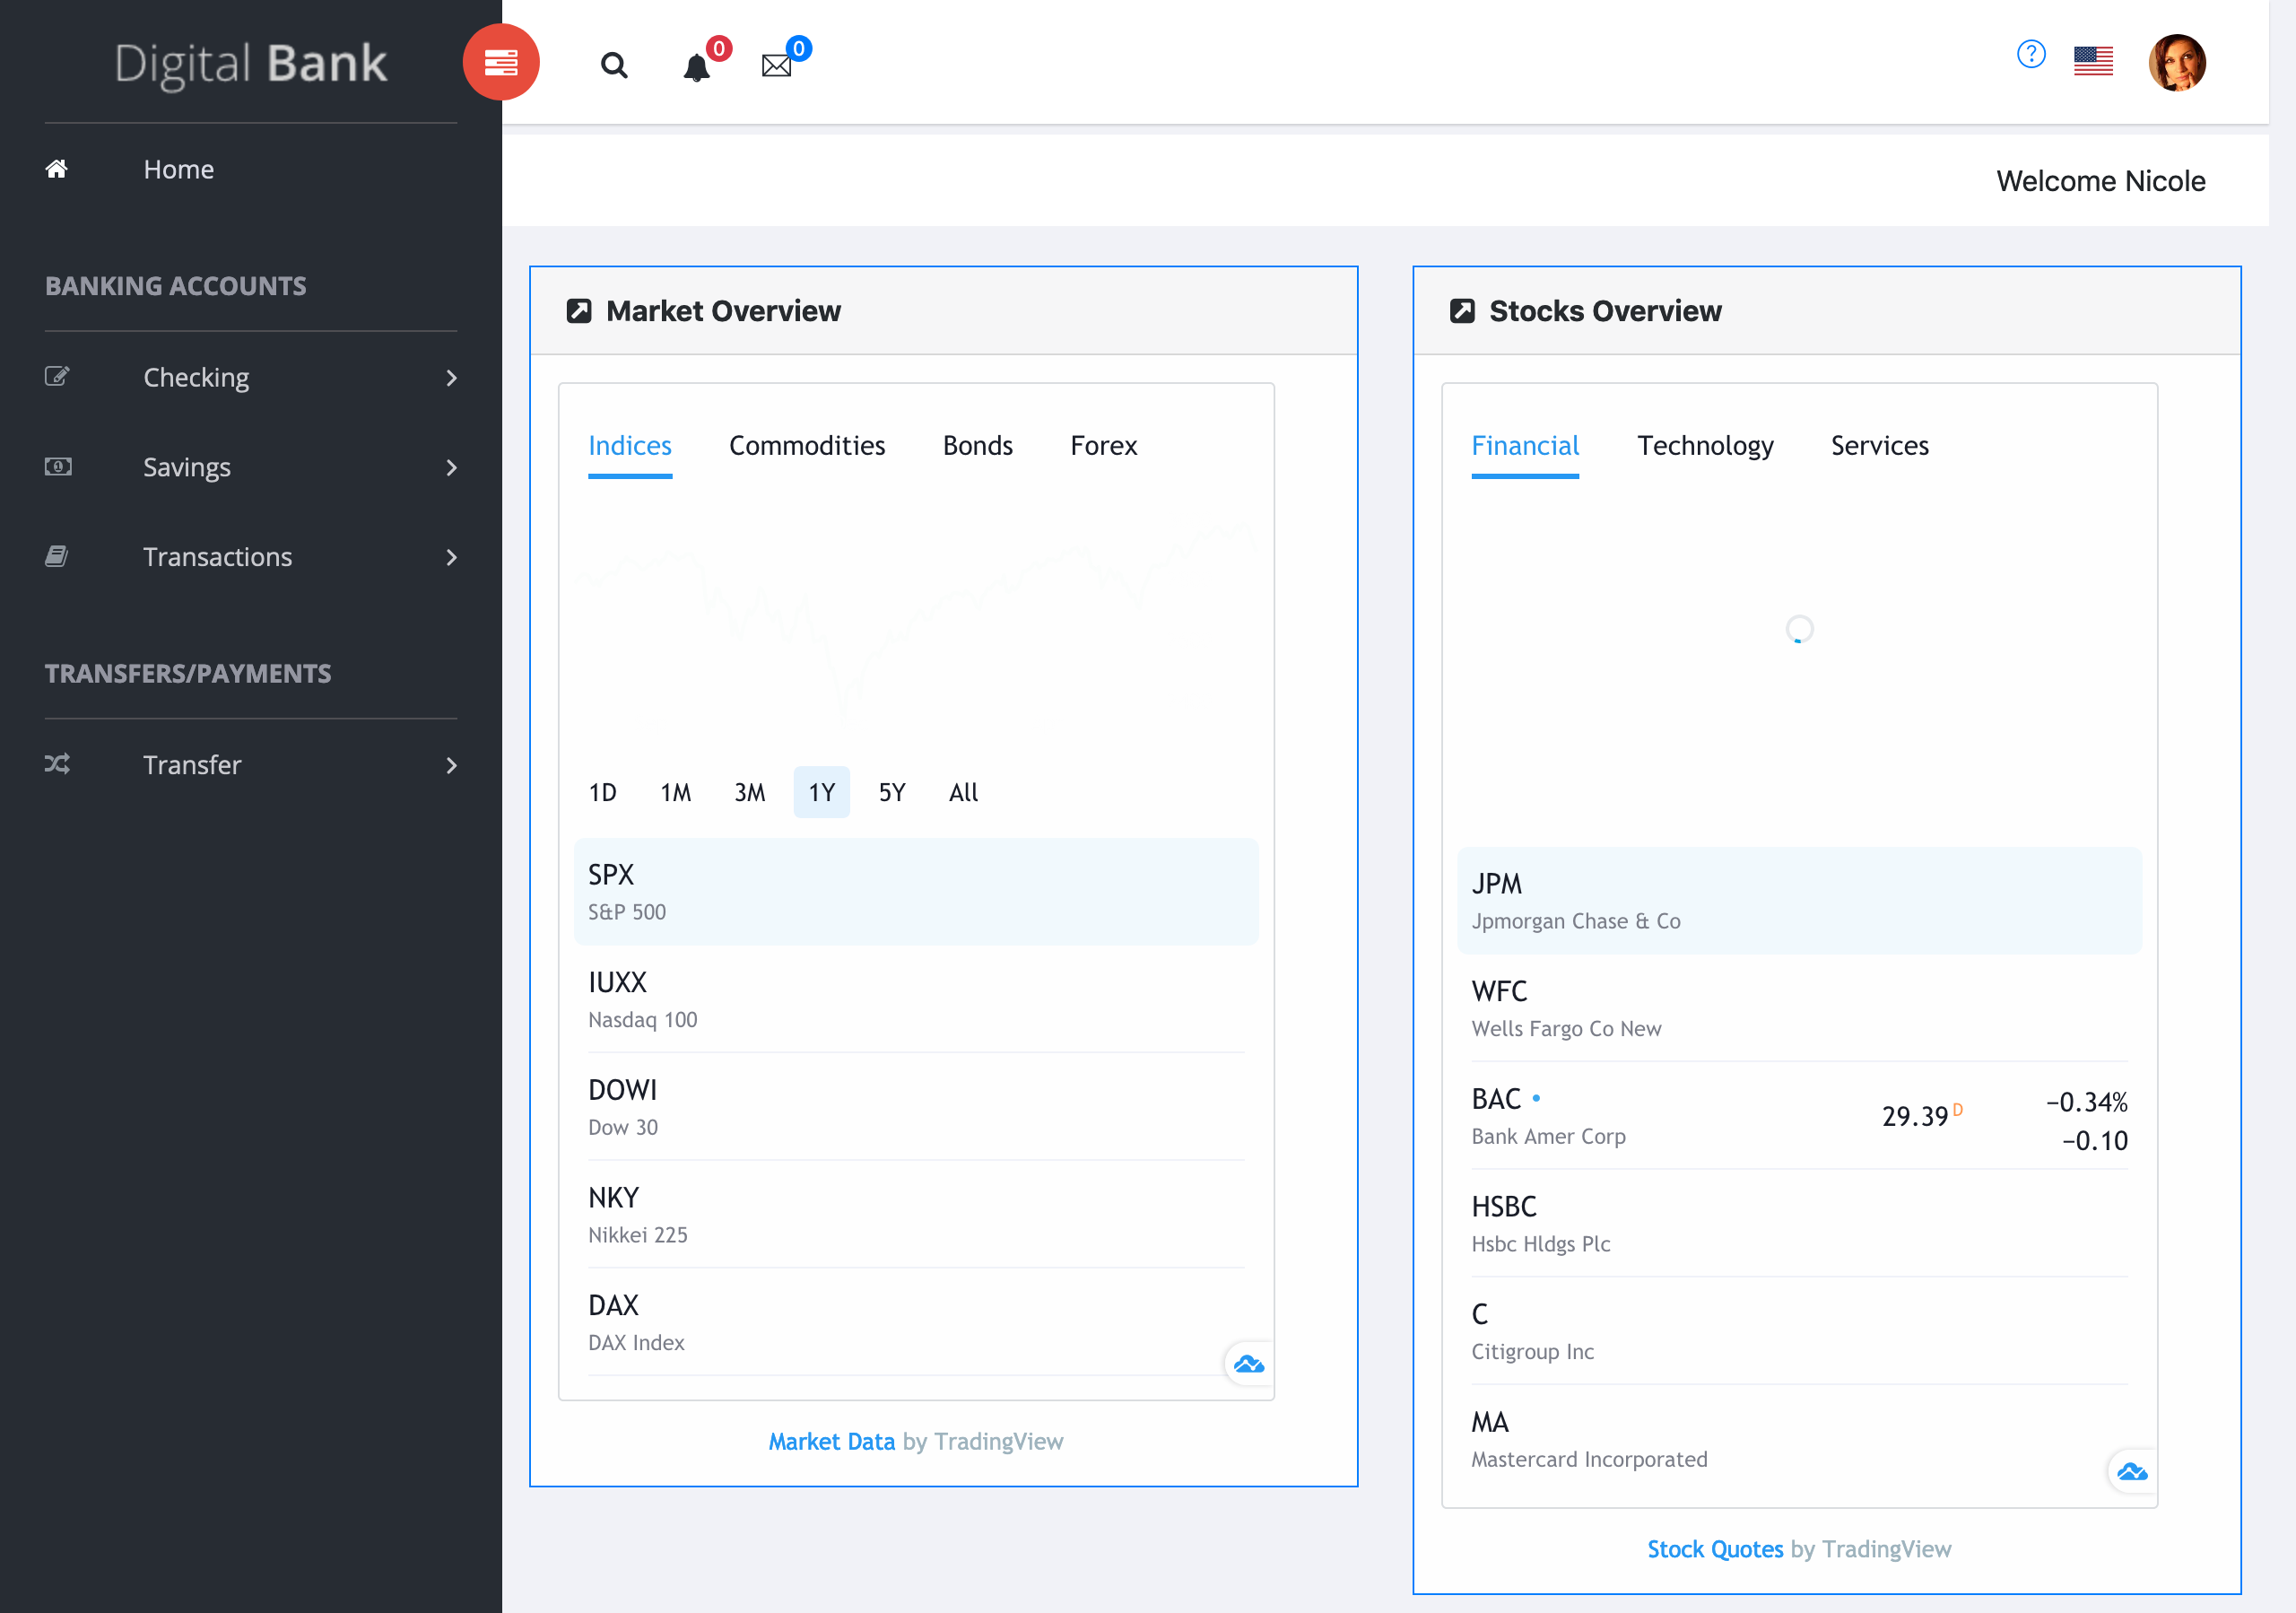 Digital Bank
0
0
?
Home
Welcome Nicole
BANKING ACCOUNTS
Checking
Savings
Transactions
TRANSFERS/PAYMENTS
Transfer
Market Overview
Indices Commodities Bonds Forex
1D 1M 3M 1Y 5Y All
SPX
S&P 500
IUXX
Nasdaq 100
DOWI
Dow 30
NKY
Nikkei 225
DAX
DAX Index
Market Data by TradingView
Stocks Overview
Financial Technology Services
JPM
Jpmorgan Chase & Co
WFC
Wells Fargo Co New
BAC 29.39 D −0.34%
Bank Amer Corp −0.10
HSBC
Hsbc Hldgs Plc
C
Citigroup Inc
MA
Mastercard Incorporated
Stock Quotes by TradingView